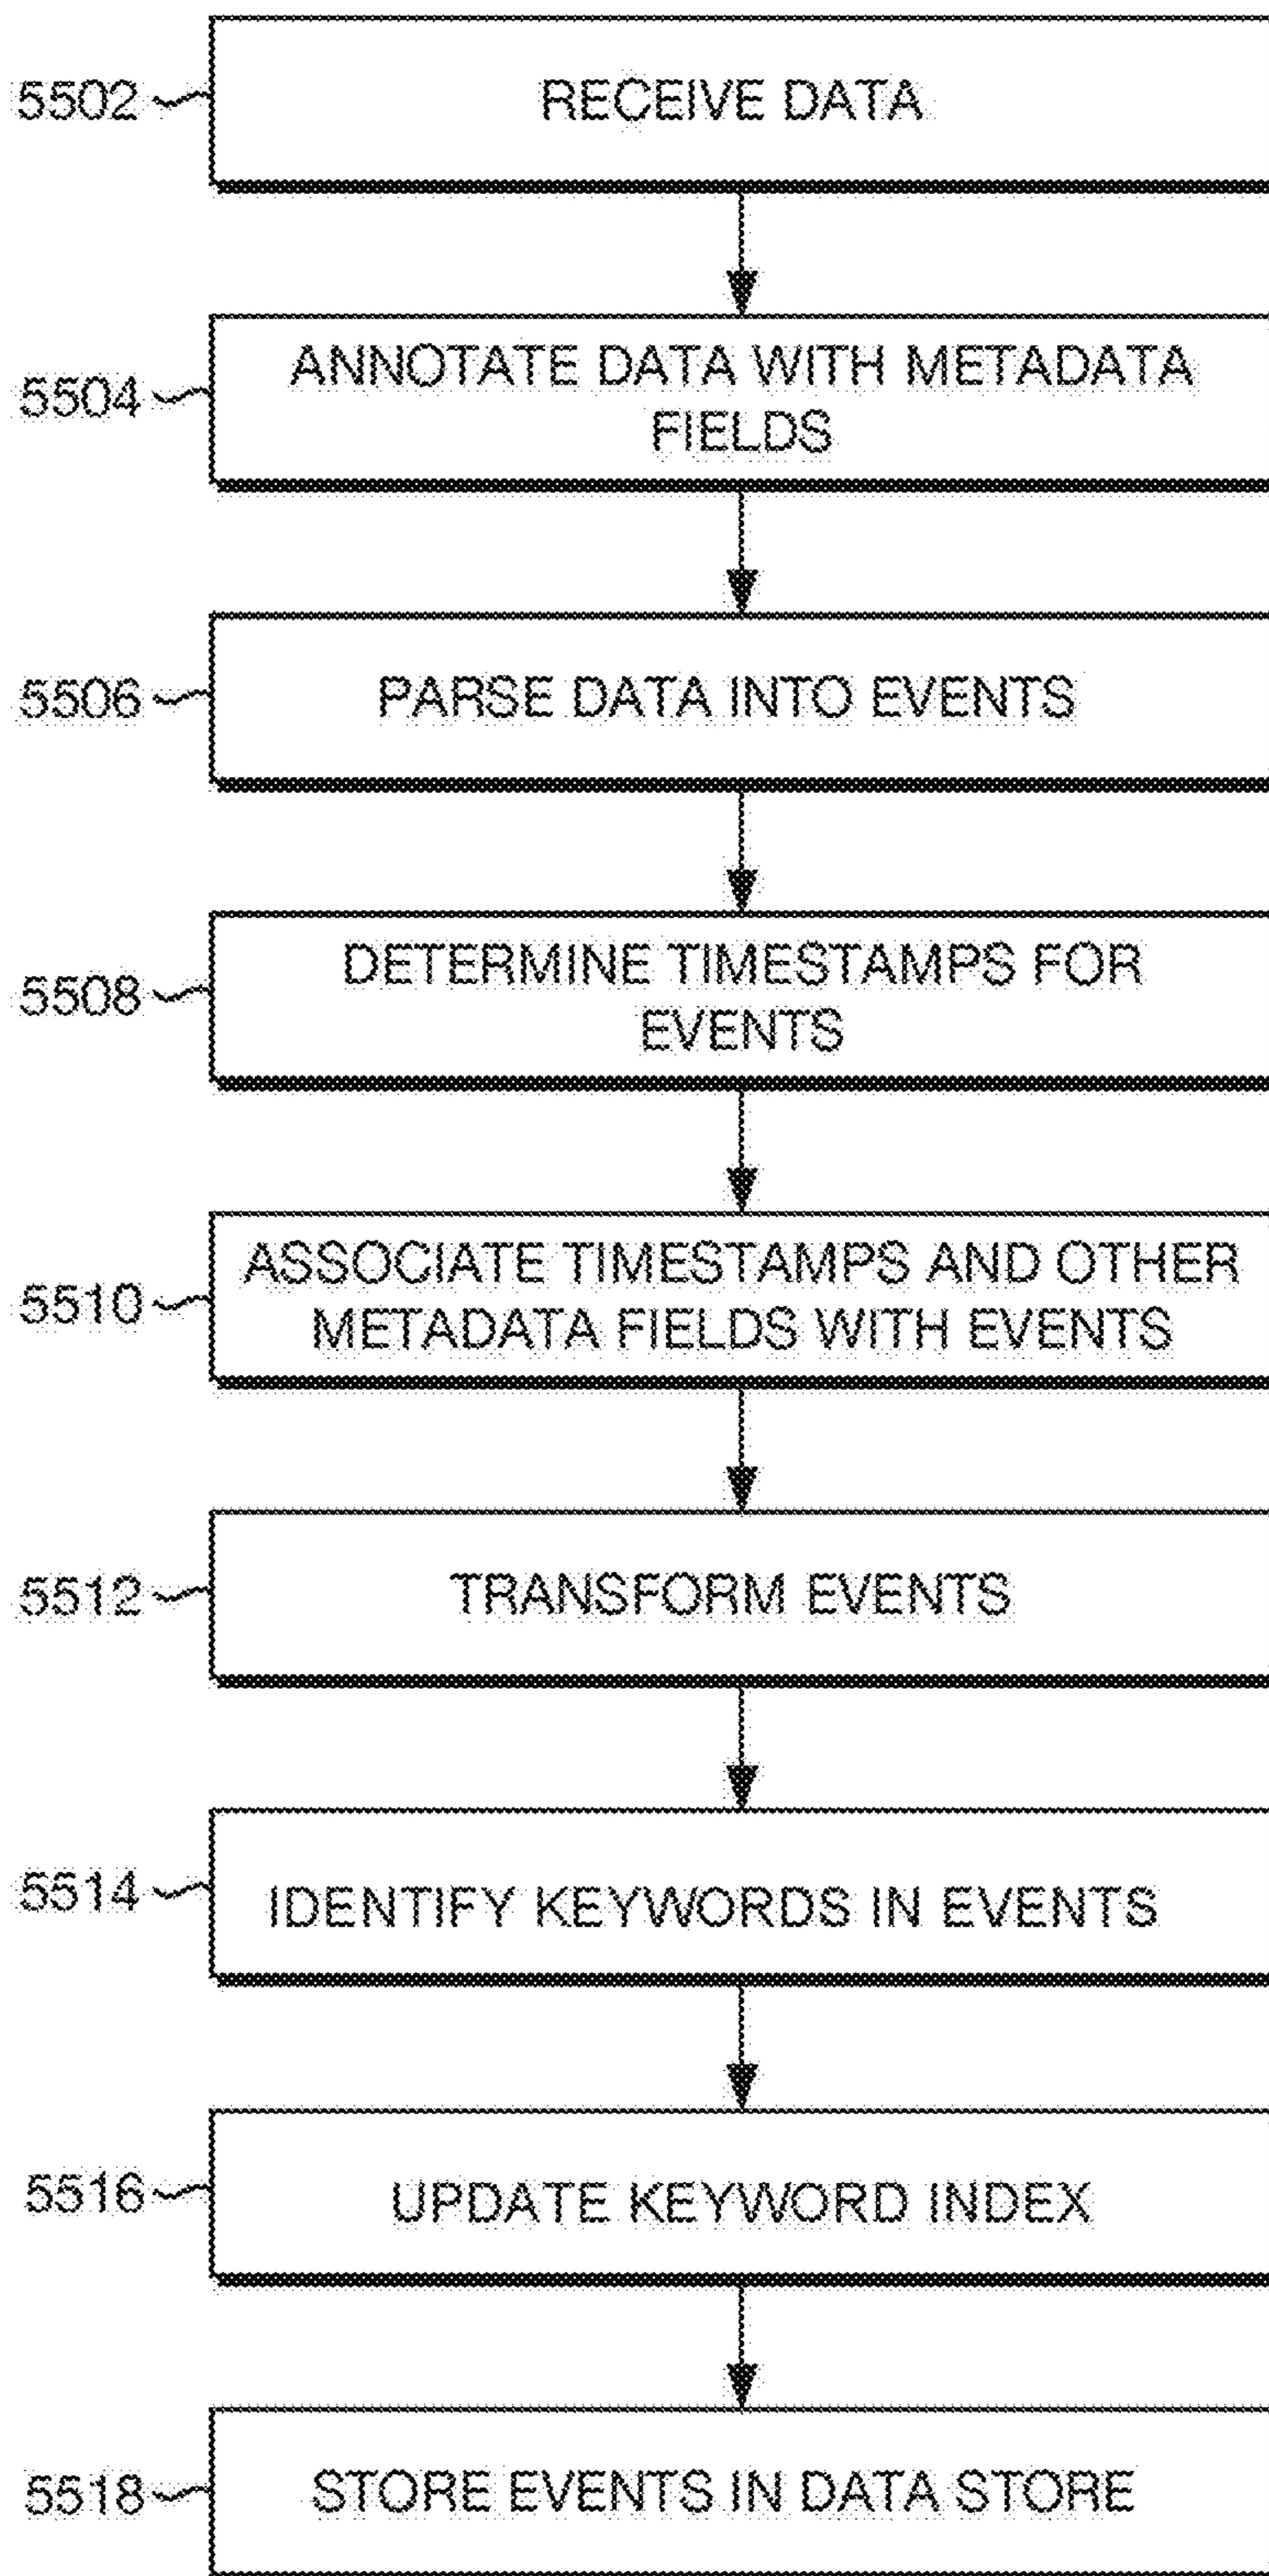 5502
RECEIVE DATA
5504
ANNOTATE DATA WITH METADATA
FIELDS
5506
PARSE DATA INTO EVENTS
5508
DETERMINE TIMESTAMPS FOR
EVENTS
5510
ASSOCIATE TIMESTAMPS AND OTHER
METADATA FIELDS WITH EVENTS
5512
TRANSFORM EVENTS
5514
IDENTIFY KEYWORDS IN EVENTS
5516
UPDATE KEYWORD INDEX
5518
STORE EVENTS IN DATA STORE